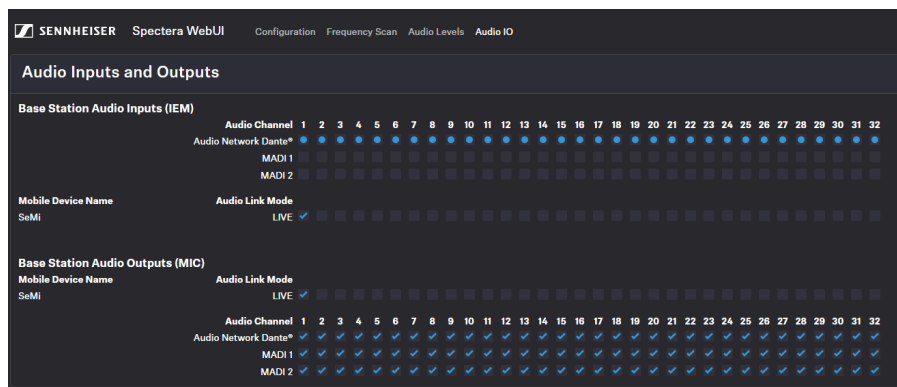 SENNHEISER Spectera WebUI Configuration Frequency Scan Audio Levels Audio IO
Audio Inputs and Outputs
Base Station Audio Inputs (IEM)
Audio Channel 1 2 3 4 5 6 7 8 9 10 11 12 13 14 15 16 17 18 19 20 21 22 23 24 25 26 27 28 29 30 31 32
Audio Network Dante®
MADI 1
MADI 2
Mobile Device Name Audio Link Mode
SeMi LIVE
Base Station Audio Outputs (MIC)
Mobile Device Name Audio Link Mode
SeMi LIVE
Audio Channel 1 2 3 4 5 6 7 8 9 10 11 12 13 14 15 16 17 18 19 20 21 22 23 24 25 26 27 28 29 30 31 32
Audio Network Dante®
MADI 1
MADI 2